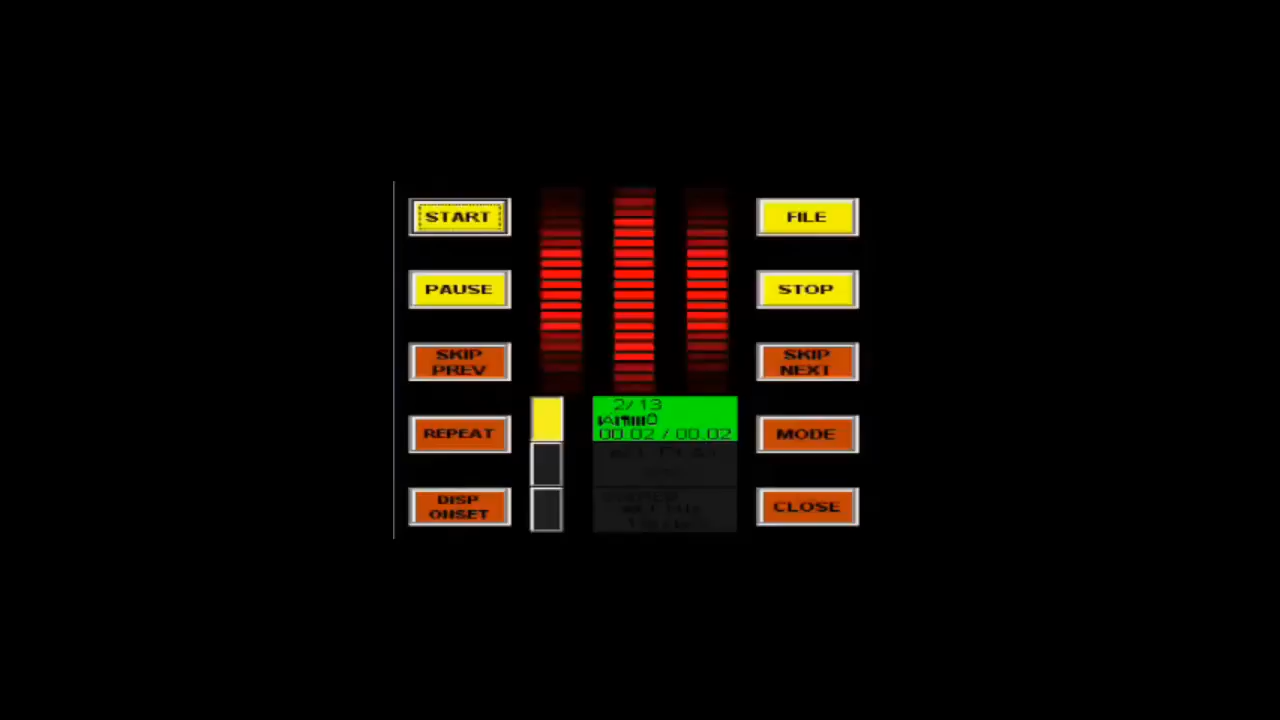 START
FILE
PAUSE
STOP
SKIP
PREV
SKIP
NEXT
2/13
00.02 / 00.02
REPEAT
MODE
DISP
ONSET
CLOSE